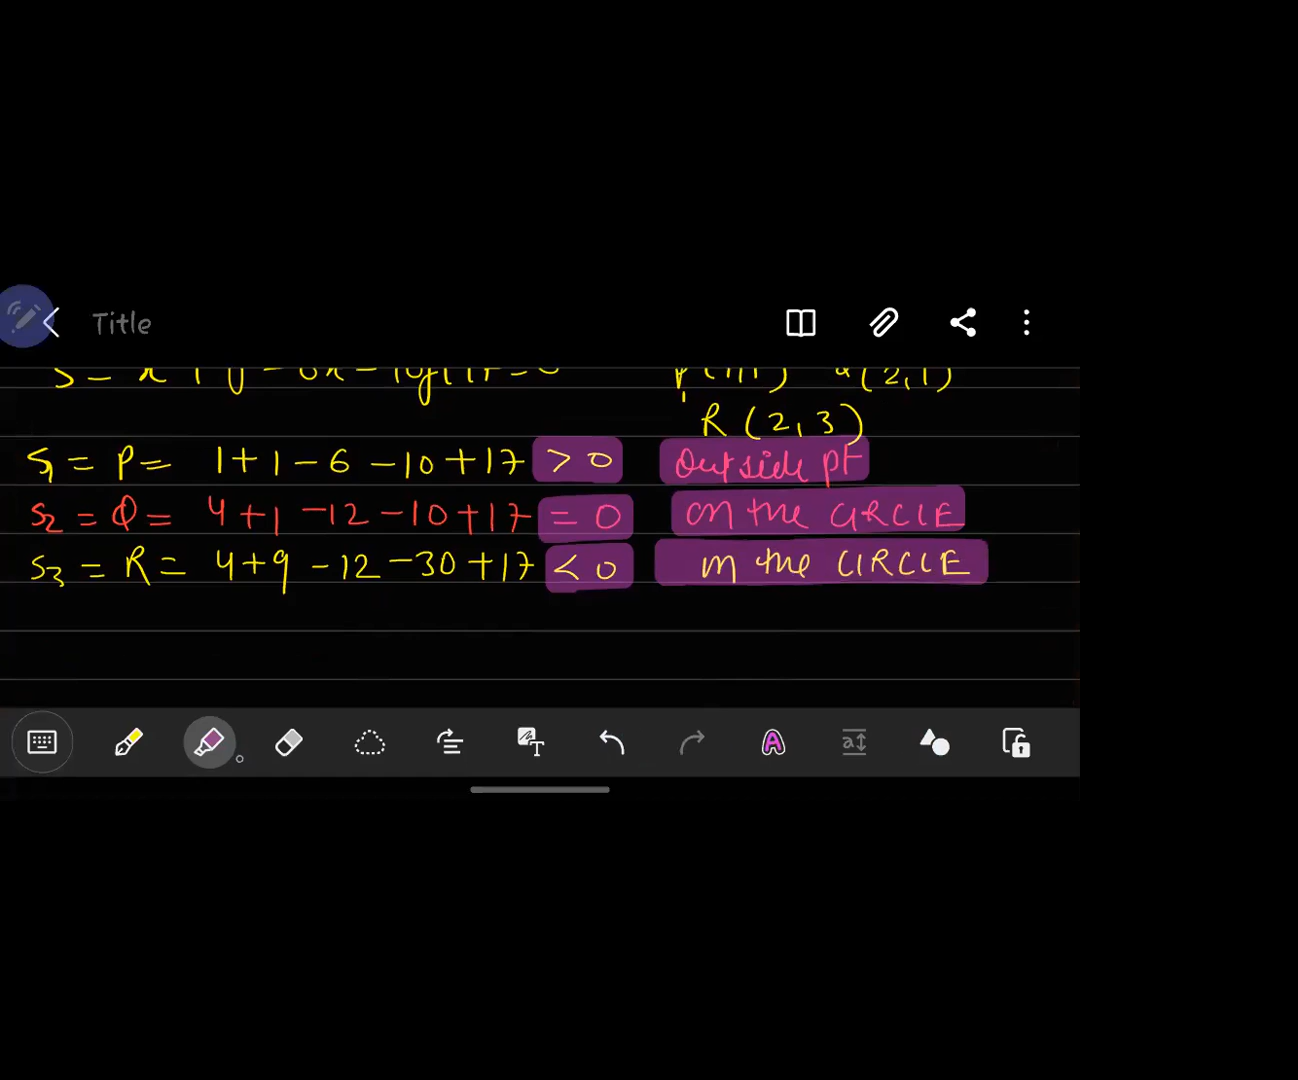 Title
R (2,3)
S1 = P = 1+1-6-10+17 >0 Outside pt
S2 = Q = 4+1-12-10+17 =0 on the CIRCLE
S3 = R = 4+9-12-30+17 <0 in the CIRCLE